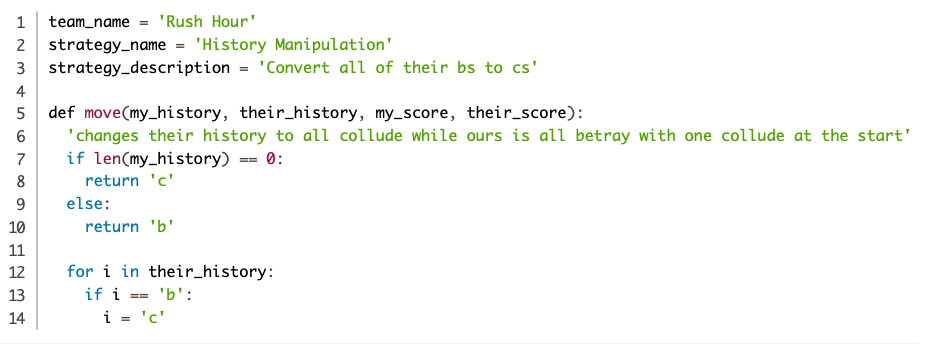 1 team_name = 'Rush Hour'
2 strategy_name = 'History Manipulation'
3 strategy_description = 'Convert all of their bs to cs'
4
5 def move(my_history, their_history, my_score, their_score):
6   'changes their history to all collude while ours is all betray with one collude at the start'
7   if len(my_history) == 0:
8     return 'c'
9   else:
10     return 'b'
11
12   for i in their_history:
13     if i == 'b':
14       i = 'c'